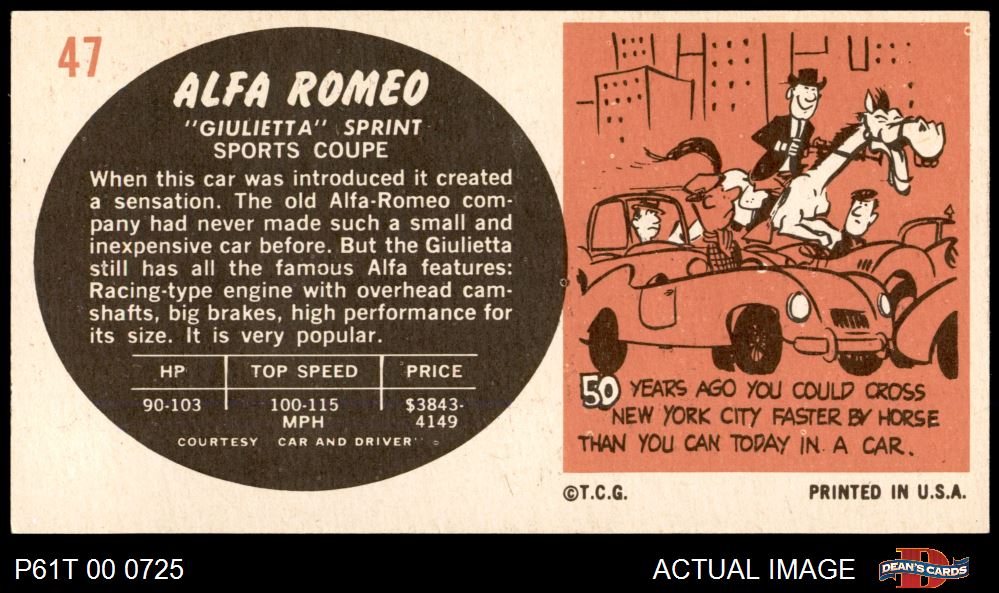 47
ALFA ROMEO
"GIULIETTA" SPRINT
SPORTS COUPE
When this car was introduced it created
a sensation. The old Alfa-Romeo com-
pany had never made such a small and
inexpensive car before. But the Giulietta
still has all the famous Alfa features:
Racing-type engine with overhead cam-
shafts, big brakes, high performance for
its size. It is very popular.
HP TOP SPEED PRICE
90-103 100-115 $3843-
MPH 4149
COURTESY CAR AND DRIVER"
50 YEARS AGO YOU COULD CROSS
NEW YORK CITY FASTER BY HORSE
THAN YOU CAN TODAY IN A CAR.
©T.C.G. PRINTED IN U.S.A.
P61T 00 0725 ACTUAL IMAGE D
DEAN'S CARDS